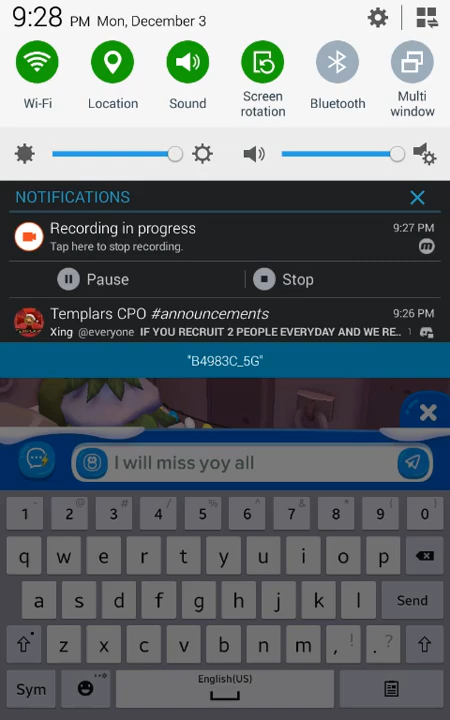 9:28 PM Mon, December 3
Wi-Fi Location Sound Screen rotation Bluetooth Multi window
NOTIFICATIONS
Recording in progress 9:27 PM
Tap here to stop recording.
Pause Stop
Templars CPO #announcements 9:26 PM
Xing @everyone IF YOU RECRUIT 2 PEOPLE EVERYDAY AND WE RE.. 1
"B4983C_5G"
I will miss yoy all
1 2 3 4 5 6 7 8 9 0
q w e r t y u i o p
a s d f g h j k l Send
z x c v b n m , ! . ?
Sym English(US)